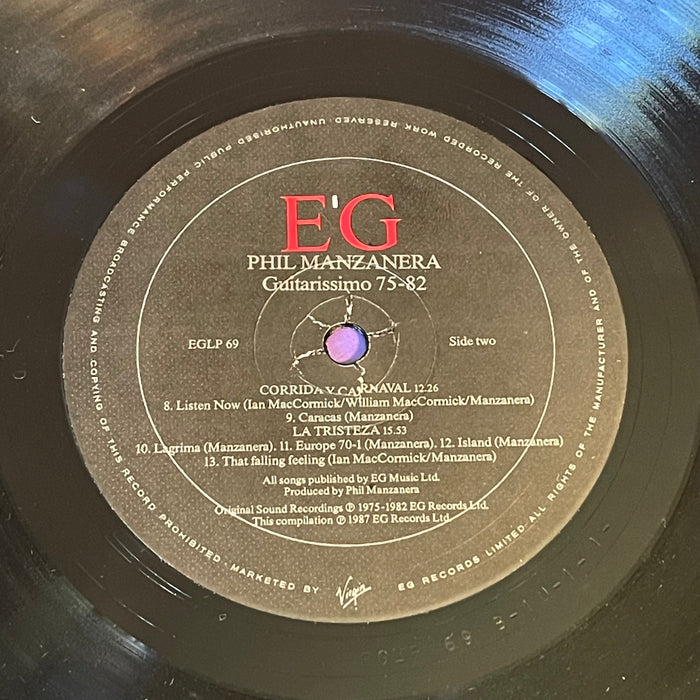 E'G
PHIL MANZANERA
Guitarissimo 75-82
EGLP 69
Side two
CORRIDA Y CARNAVAL 12.26
8. Listen Now (Ian MacCormick/William MacCormick/Manzanera)
9. Caracas (Manzanera)
LA TRISTEZA 15.53
10. Lagrima (Manzanera). 11. Europe 70-1 (Manzanera). 12. Island (Manzanera)
13. That falling feeling (Ian MacCormick/Manzanera)
All songs published by EG Music Ltd.
Produced by Phil Manzanera
Original Sound Recordings ℗ 1975-1982 EG Records Ltd.
This compilation ℗ 1987 EG Records Ltd.
MARKETED BY Virgin EG RECORDS LIMITED. ALL RIGHTS OF THE MANUFACTURER AND OF THE OWNER OF THE RECORDED WORK RESERVED. UNAUTHORISED PUBLIC PERFORMANCE BROADCASTING AND COPYING OF THIS RECORD PROHIBITED